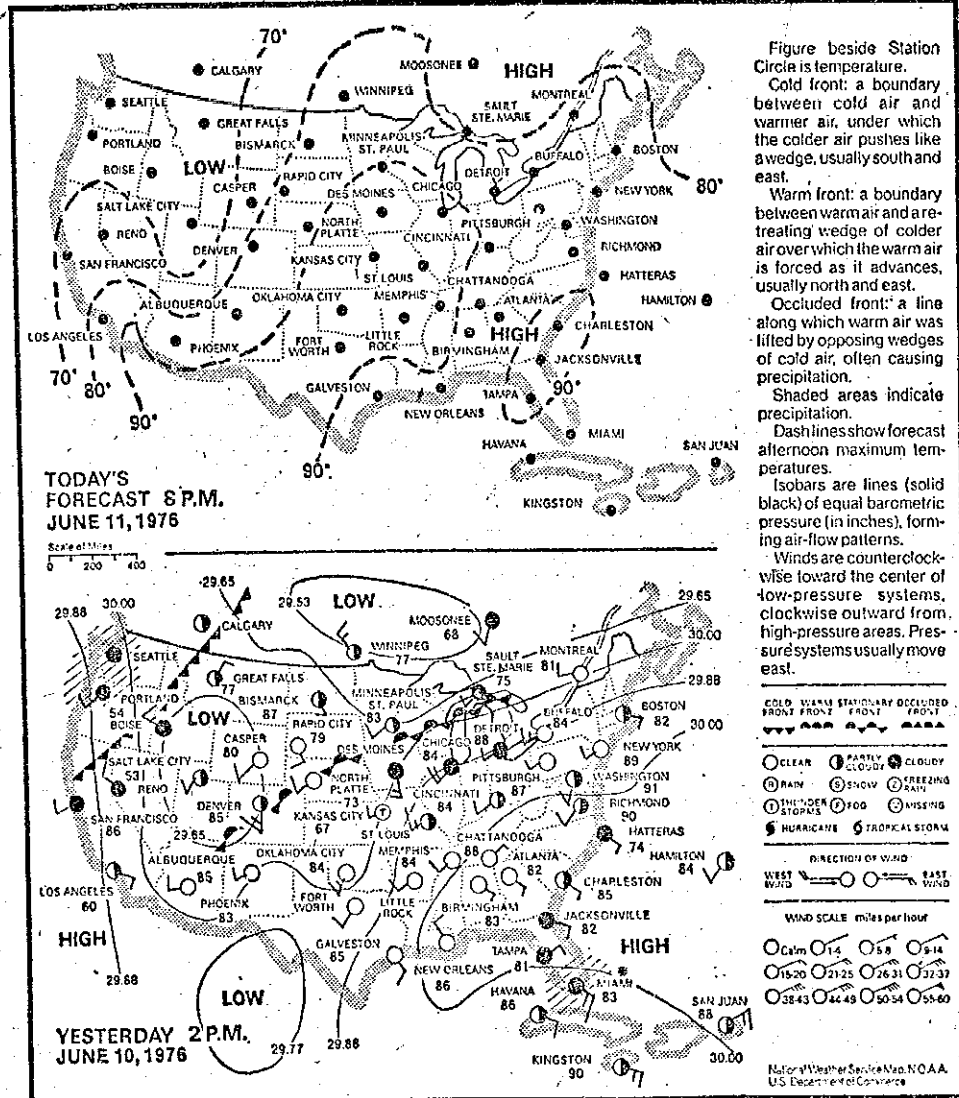 70°
CALGARY
MOOSONEE
HIGH
MONTREAL
WINNIPEG
SEATTLE
SAULT
STE. MARIE
GREAT FALLS
MINNEAPOLIS
ST. PAUL
PORTLAND
BISMARCK
BUFFALO
BOSTON
BOISE
LOW
RAPID CITY
DETROIT
80°
CASPER
DES MOINES
CHICAGO
NEW YORK
SALT LAKE CITY
NORTH
PLATTE
PITTSBURGH
WASHINGTON
RENO
CINCINNATI
DENVER
KANSAS CITY
RICHMOND
SAN FRANCISCO
ST. LOUIS
CHATTANOOGA
HATTERAS
ALBUQUERQUE
OKLAHOMA CITY
MEMPHIS
ATLANTA
HAMILTON
LOS ANGELES
HIGH
CHARLESTON
PHOENIX
FORT
WORTH
LITTLE
ROCK
BIRMINGHAM
JACKSONVILLE
70°
80°
GALVESTON
90°
90°
NEW ORLEANS
TAMPA
MIAMI
HAVANA
SAN JUAN
90°
KINGSTON
TODAY'S
FORECAST 8 P.M.
JUNE 11, 1976
Figure beside Station
Circle is temperature.
Cold front: a boundary
between cold air and
warmer air, under which
the colder air pushes like
a wedge, usually south and
east.
Warm front: a boundary
between warm air and a re-
treating wedge of colder
air over which the warm air
is forced as it advances,
usually north and east.
Occluded front: a line
along which warm air was
lifted by opposing wedges
of cold air, often causing
precipitation.
Shaded areas indicate
precipitation.
Dash lines show forecast
afternoon maximum tem-
peratures.
Isobars are lines (solid
black) of equal barometric
pressure (in inches), form-
ing air-flow patterns.
Winds are counterclock-
wise toward the center of
low-pressure systems,
clockwise outward from
high-pressure areas. Pres-
sure systems usually move
east.
Scale of Miles
0 200 400
29.65
29.88
30.00
29.53
LOW
29.65
CALGARY
MOOSONEE
68
30.00
SEATTLE
WINNIPEG
77
MONTREAL
81
SAULT
STE. MARIE
75
GREAT FALLS
77
29.88
PORTLAND
54
BISMARCK
87
MINNEAPOLIS
ST. PAUL
83
BOSTON
82
BOISE
LOW
RAPID CITY
79
BUFFALO
84
30.00
CASPER
80
DETROIT
88
DES MOINES
CHICAGO
84
NEW YORK
89
SALT LAKE CITY
53
NORTH
PLATTE
73
PITTSBURGH
87
WASHINGTON
91
RENO
CINCINNATI
84
DENVER
85
KANSAS CITY
67
RICHMOND
90
SAN FRANCISCO
86
29.65
ST. LOUIS
CHATTANOOGA
88
HATTERAS
74
ALBUQUERQUE
85
OKLAHOMA CITY
84
MEMPHIS
84
ATLANTA
82
HAMILTON
84
LOS ANGELES
60
PHOENIX
83
CHARLESTON
85
FORT
WORTH
LITTLE
ROCK
BIRMINGHAM
83
JACKSONVILLE
82
HIGH
GALVESTON
85
TAMPA
81
HIGH
29.88
NEW ORLEANS
86
MIAMI
83
LOW
HAVANA
86
SAN JUAN
88
29.77
29.88
KINGSTON
90
30.00
YESTERDAY 2 P.M.
JUNE 10, 1976
COLD FRONT WARM FRONT STATIONARY FRONT OCCLUDED FRONT
CLEAR PARTLY CLOUDY CLOUDY
R RAIN S SNOW Z FREEZING RAIN
T THUNDER STORMS F FOG MISSING
HURRICANE TROPICAL STORM
DIRECTION OF WIND
WEST WIND EAST WIND
WIND SCALE miles per hour
Calm 1-4 5-8 9-14
15-20 21-25 26-31 32-37
38-43 44-49 50-54 55-60
National Weather Service Map, N.O.A.A.
U.S. Department of Commerce